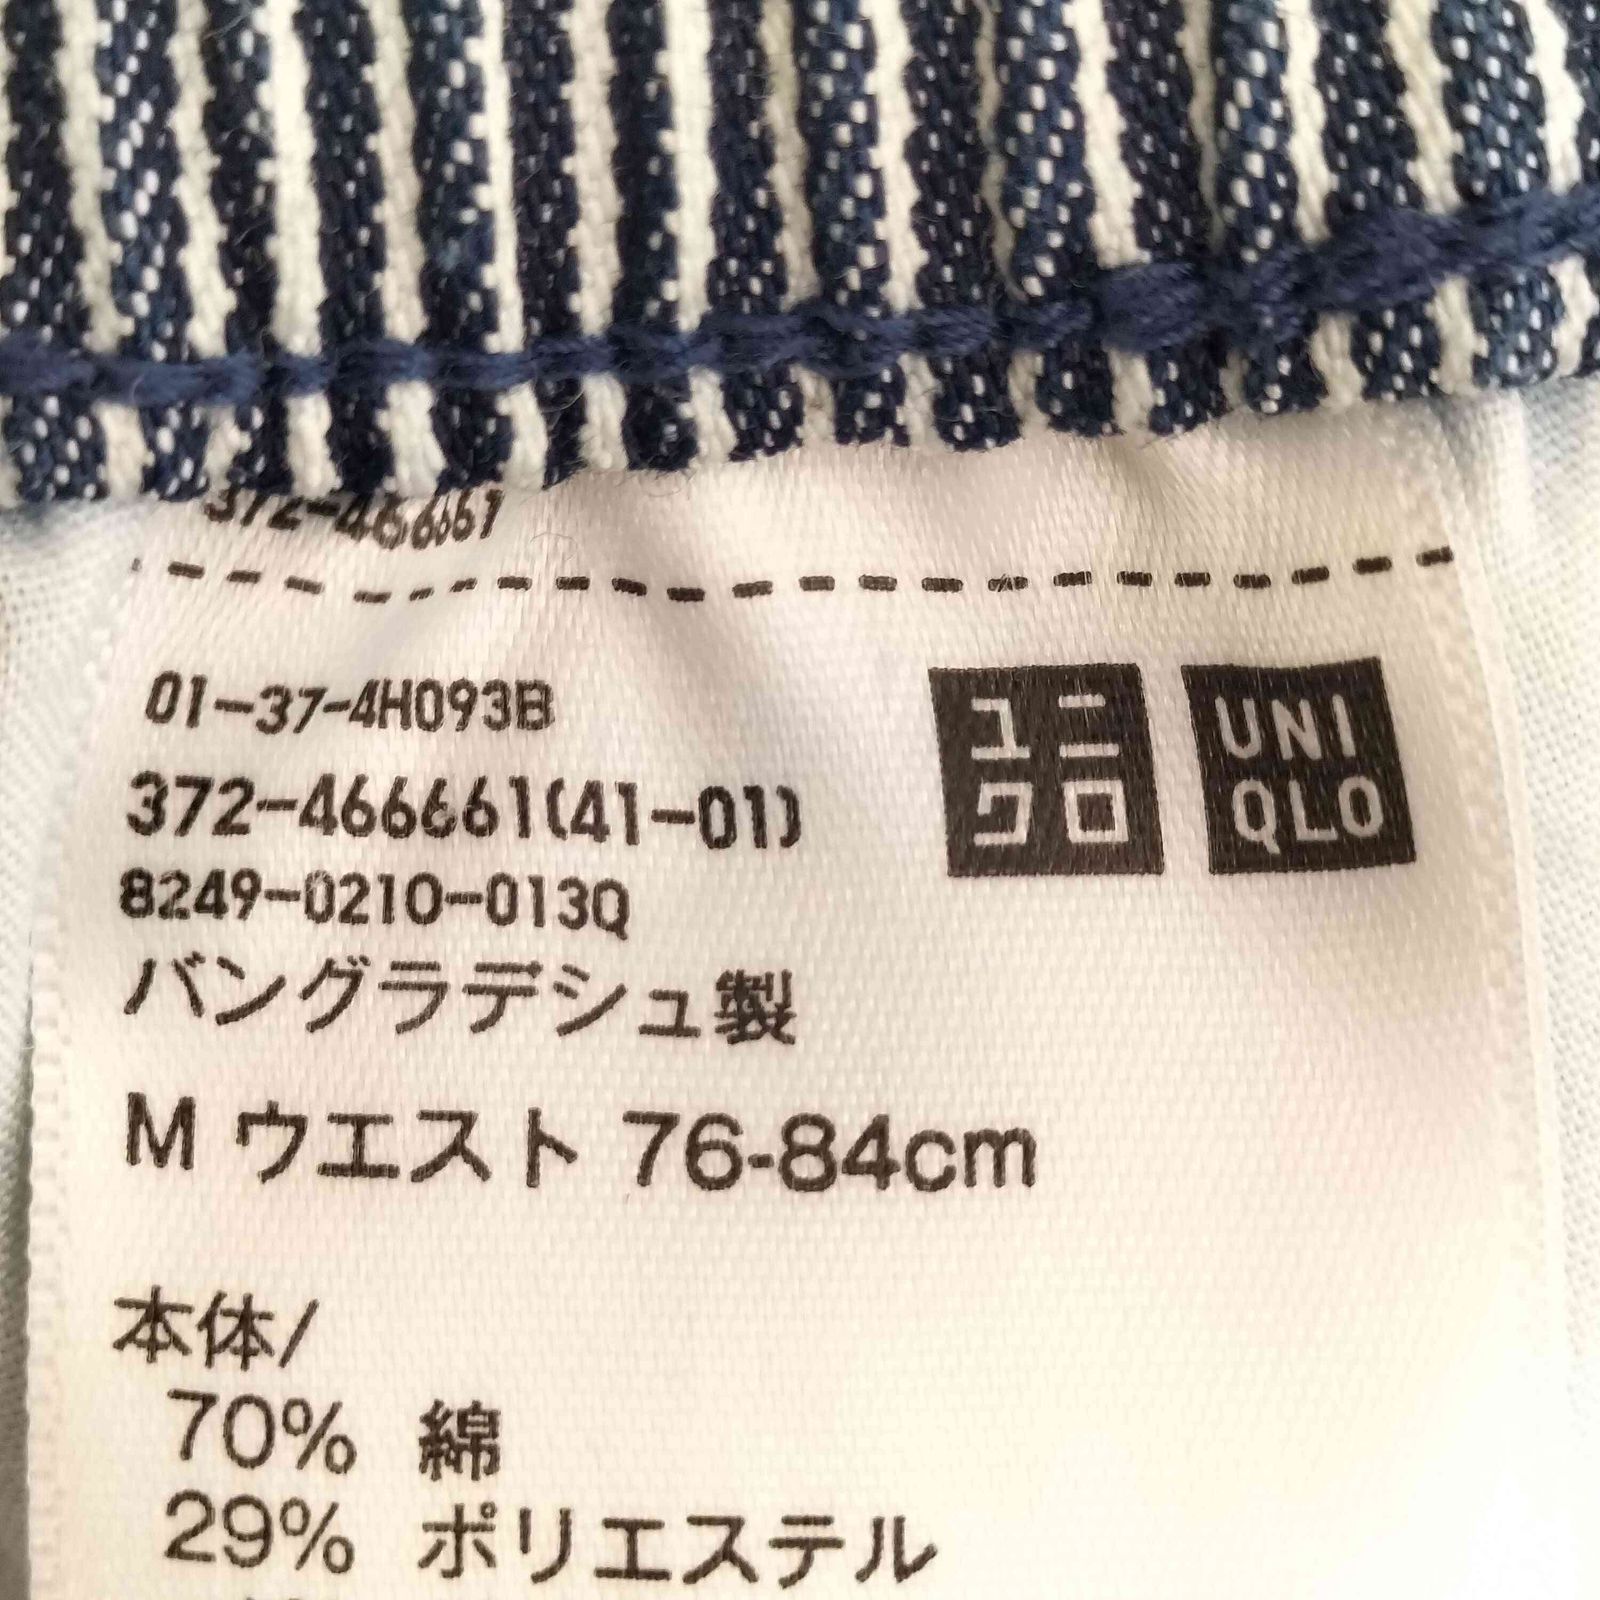 372-466661
01-37-4H093B
372-466661(41-01)
8249-0210-013Q
ユニ
クロ
UNI
QLO
バングラデシュ製
M ウエスト 76-84cm
本体/
70% 綿
29% ポリエステル